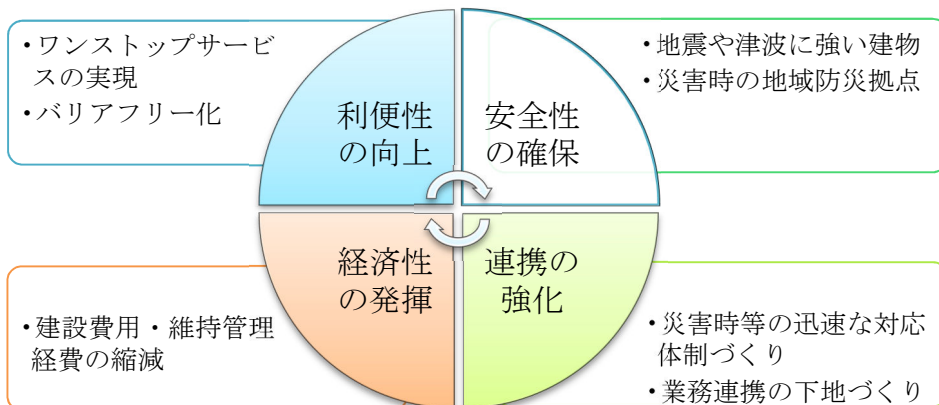 ・ワンストップサービ
スの実現
・バリアフリー化
利便性
の向上
安全性
の確保
・地震や津波に強い建物
・災害時の地域防災拠点
経済性
の発揮
・建設費用・維持管理
経費の縮減
連携の
強化
・災害時等の迅速な対応
体制づくり
・業務連携の下地づくり